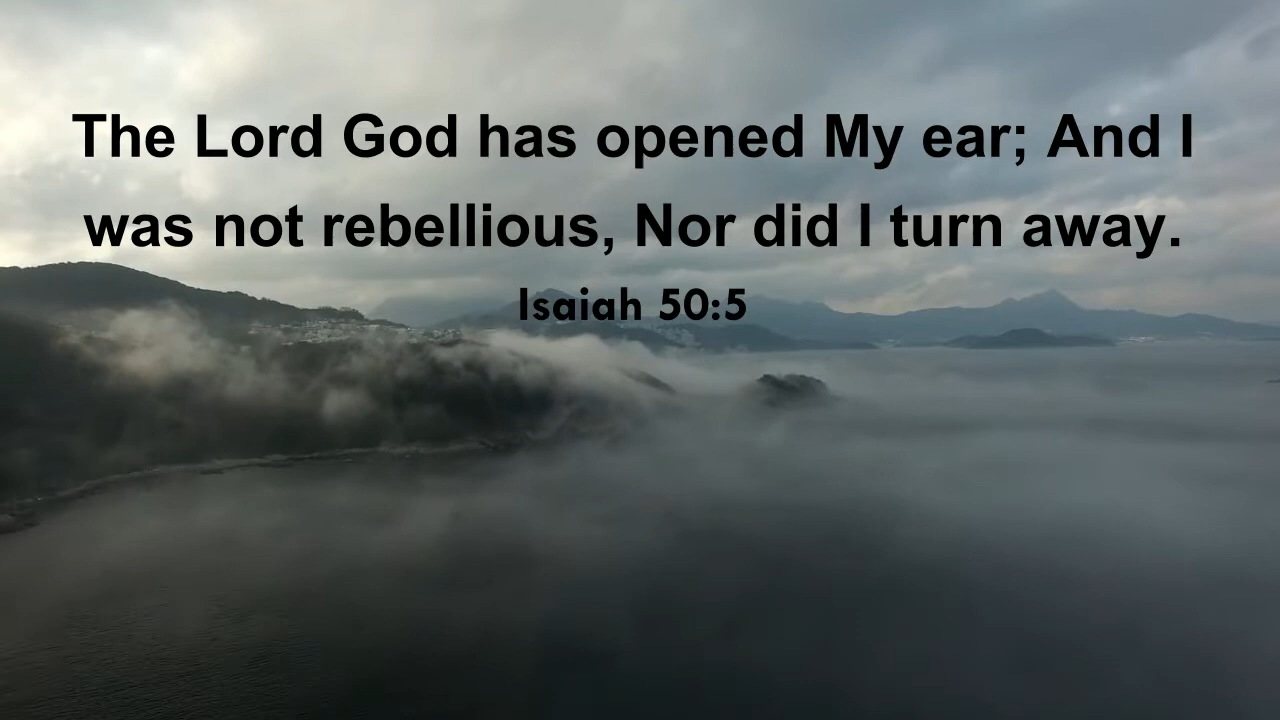 The Lord God has opened My ear; And I
was not rebellious, Nor did I turn away.
Isaiah 50:5